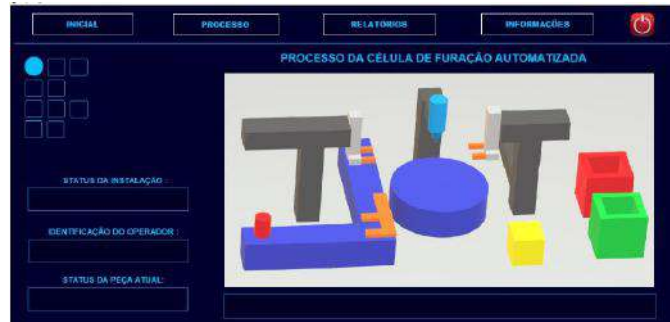 INICIAL
PROCESSO
RELATÓRIOS
INFORMAÇÕES
PROCESSO DA CÉLULA DE FURAÇÃO AUTOMATIZADA
STATUS DA INSTALAÇÃO :
IDENTIFICAÇÃO DO OPERADOR :
STATUS DA PEÇA ATUAL: